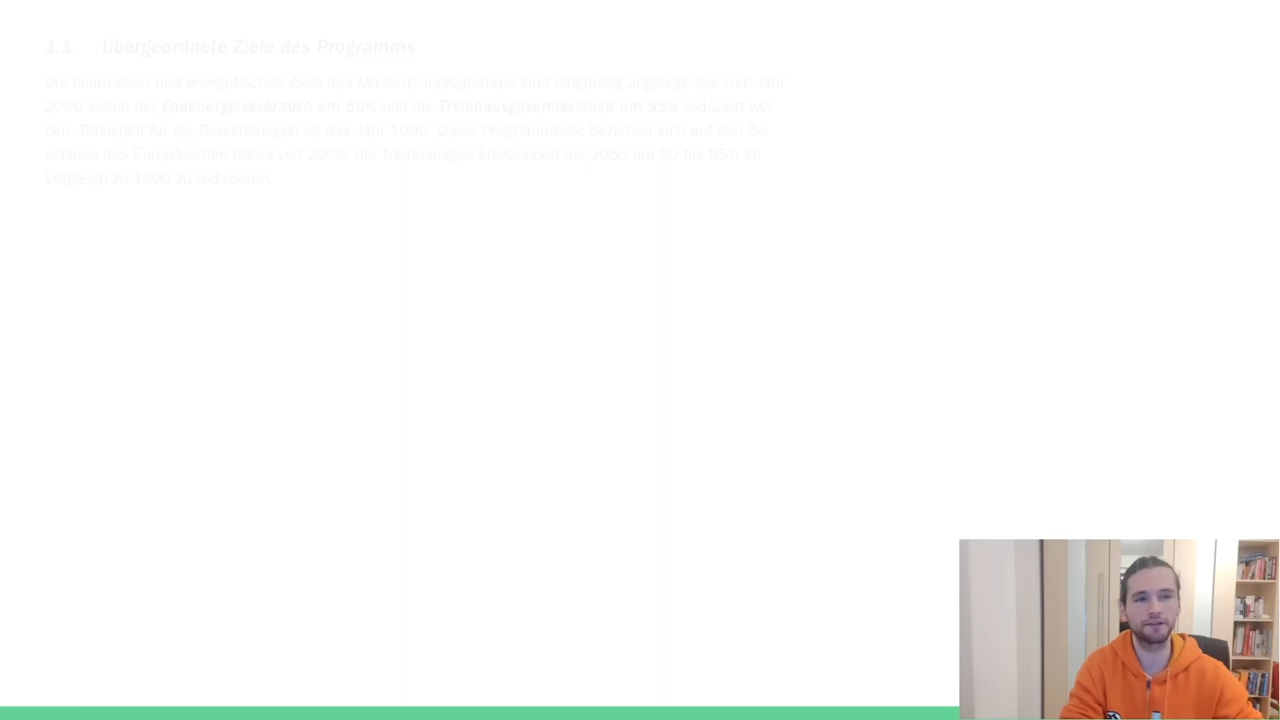 1.1. Übergeordnete Ziele des Programms
Die bilanziellen und energetischen Ziele des Masterplanprogramms sind langfristig angelegt. Bis zum Jahr
2050 sollen der Endenergieverbrauch um 50% und die Treibhausgasemissionen um 95% reduziert wer
den. Basisjahr für die Berechnungen ist das Jahr 1990. Diese Programmziele beziehen sich auf den Be
schluss des Europäischen Rates von 2009, die Treibhausgas-Emissionen bis 2050 um 80 bis 95% im
Vergleich zu 1990 zu reduzieren.